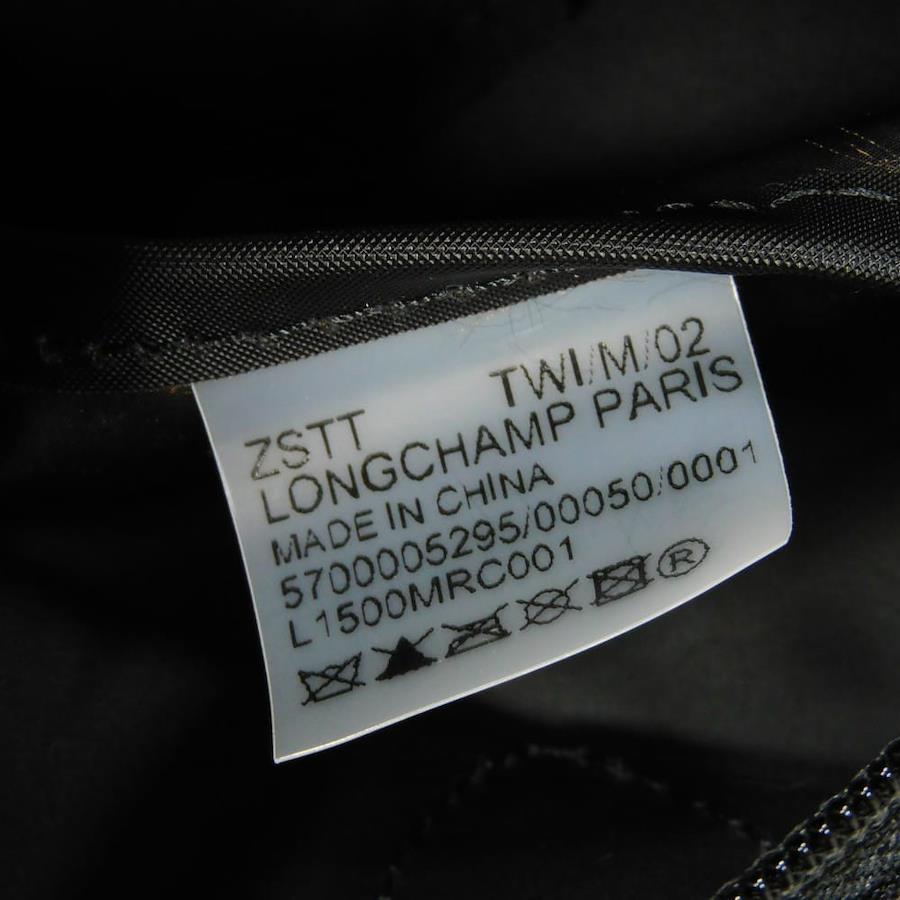 ZSTT TWI/M/02
LONGCHAMP PARIS
MADE IN CHINA
5700005295/00050/0001
L1500MRC001
R